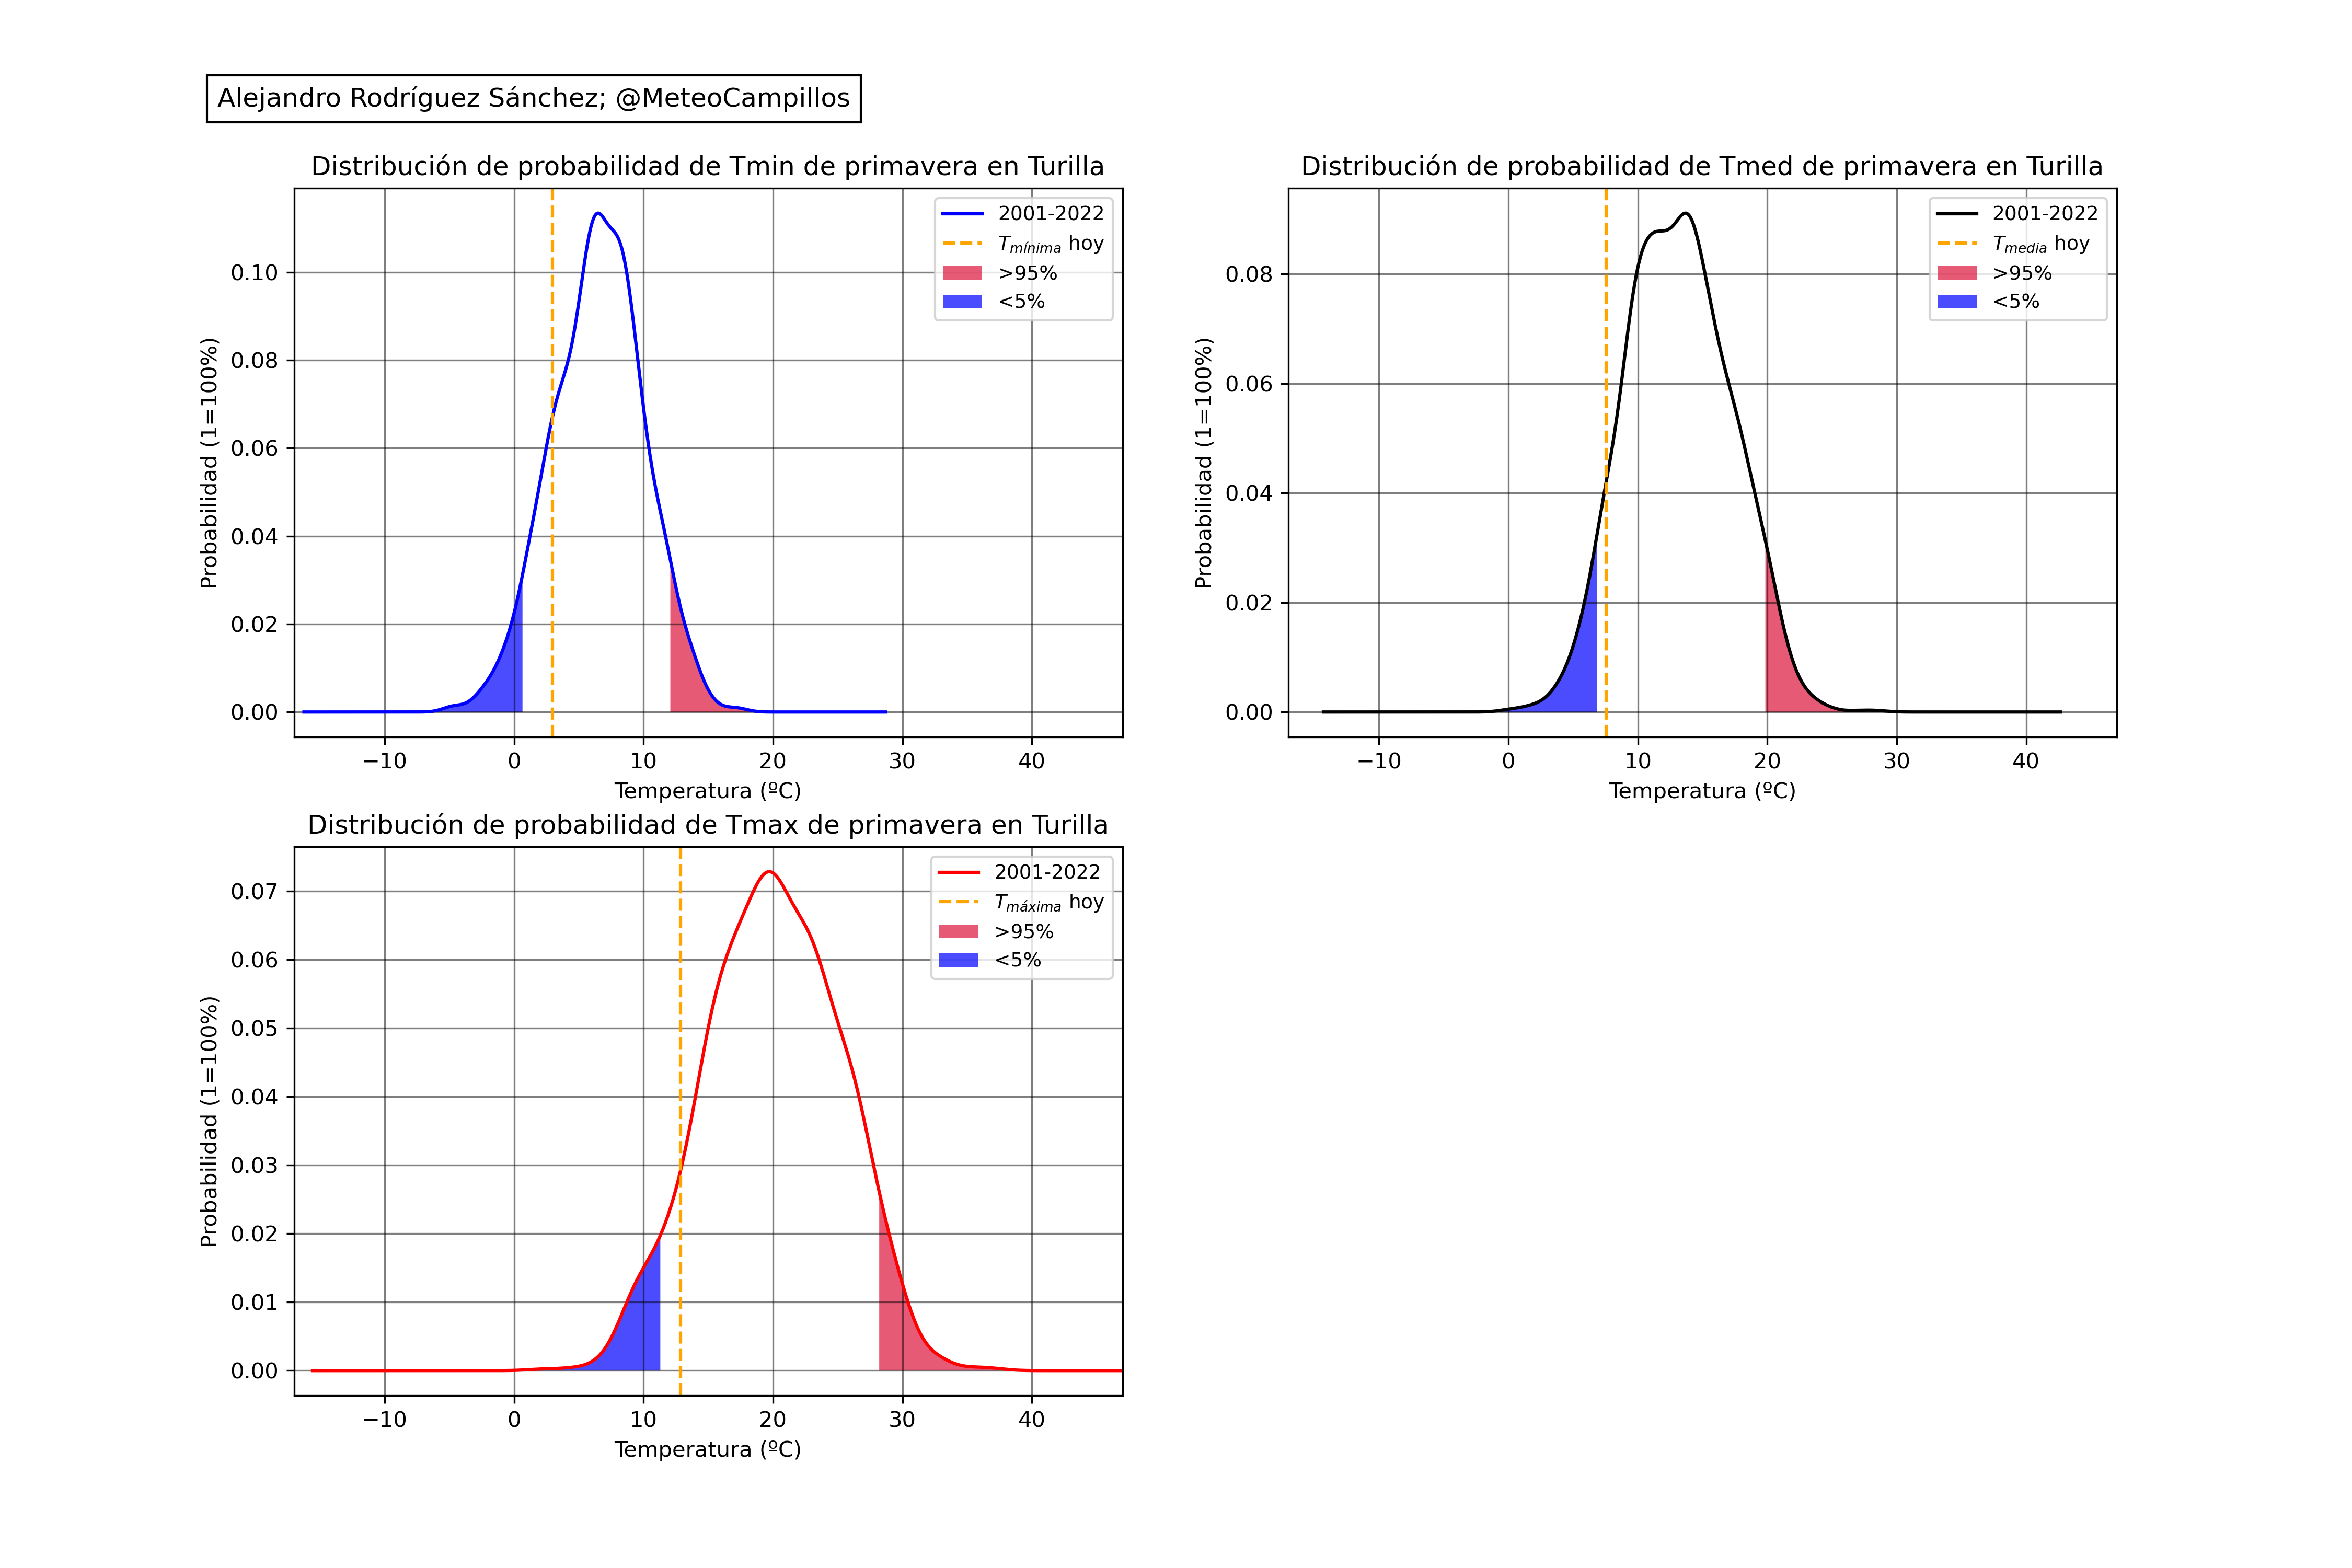 Alejandro Rodríguez Sánchez; @MeteoCampillos
Distribución de probabilidad de Tmin de primavera en Turilla
Probabilidad (1=100%)
0.10
0.08
0.06
0.04
0.02
0.00
−10 0 10 20 30 40
Temperatura (ºC)
2001-2022
Tmínima hoy
>95%
<5%
Distribución de probabilidad de Tmed de primavera en Turilla
Probabilidad (1=100%)
0.08
0.06
0.04
0.02
0.00
−10 0 10 20 30 40
Temperatura (ºC)
2001-2022
Tmedia hoy
>95%
<5%
Distribución de probabilidad de Tmax de primavera en Turilla
Probabilidad (1=100%)
0.07
0.06
0.05
0.04
0.03
0.02
0.01
0.00
−10 0 10 20 30 40
Temperatura (ºC)
2001-2022
Tmáxima hoy
>95%
<5%